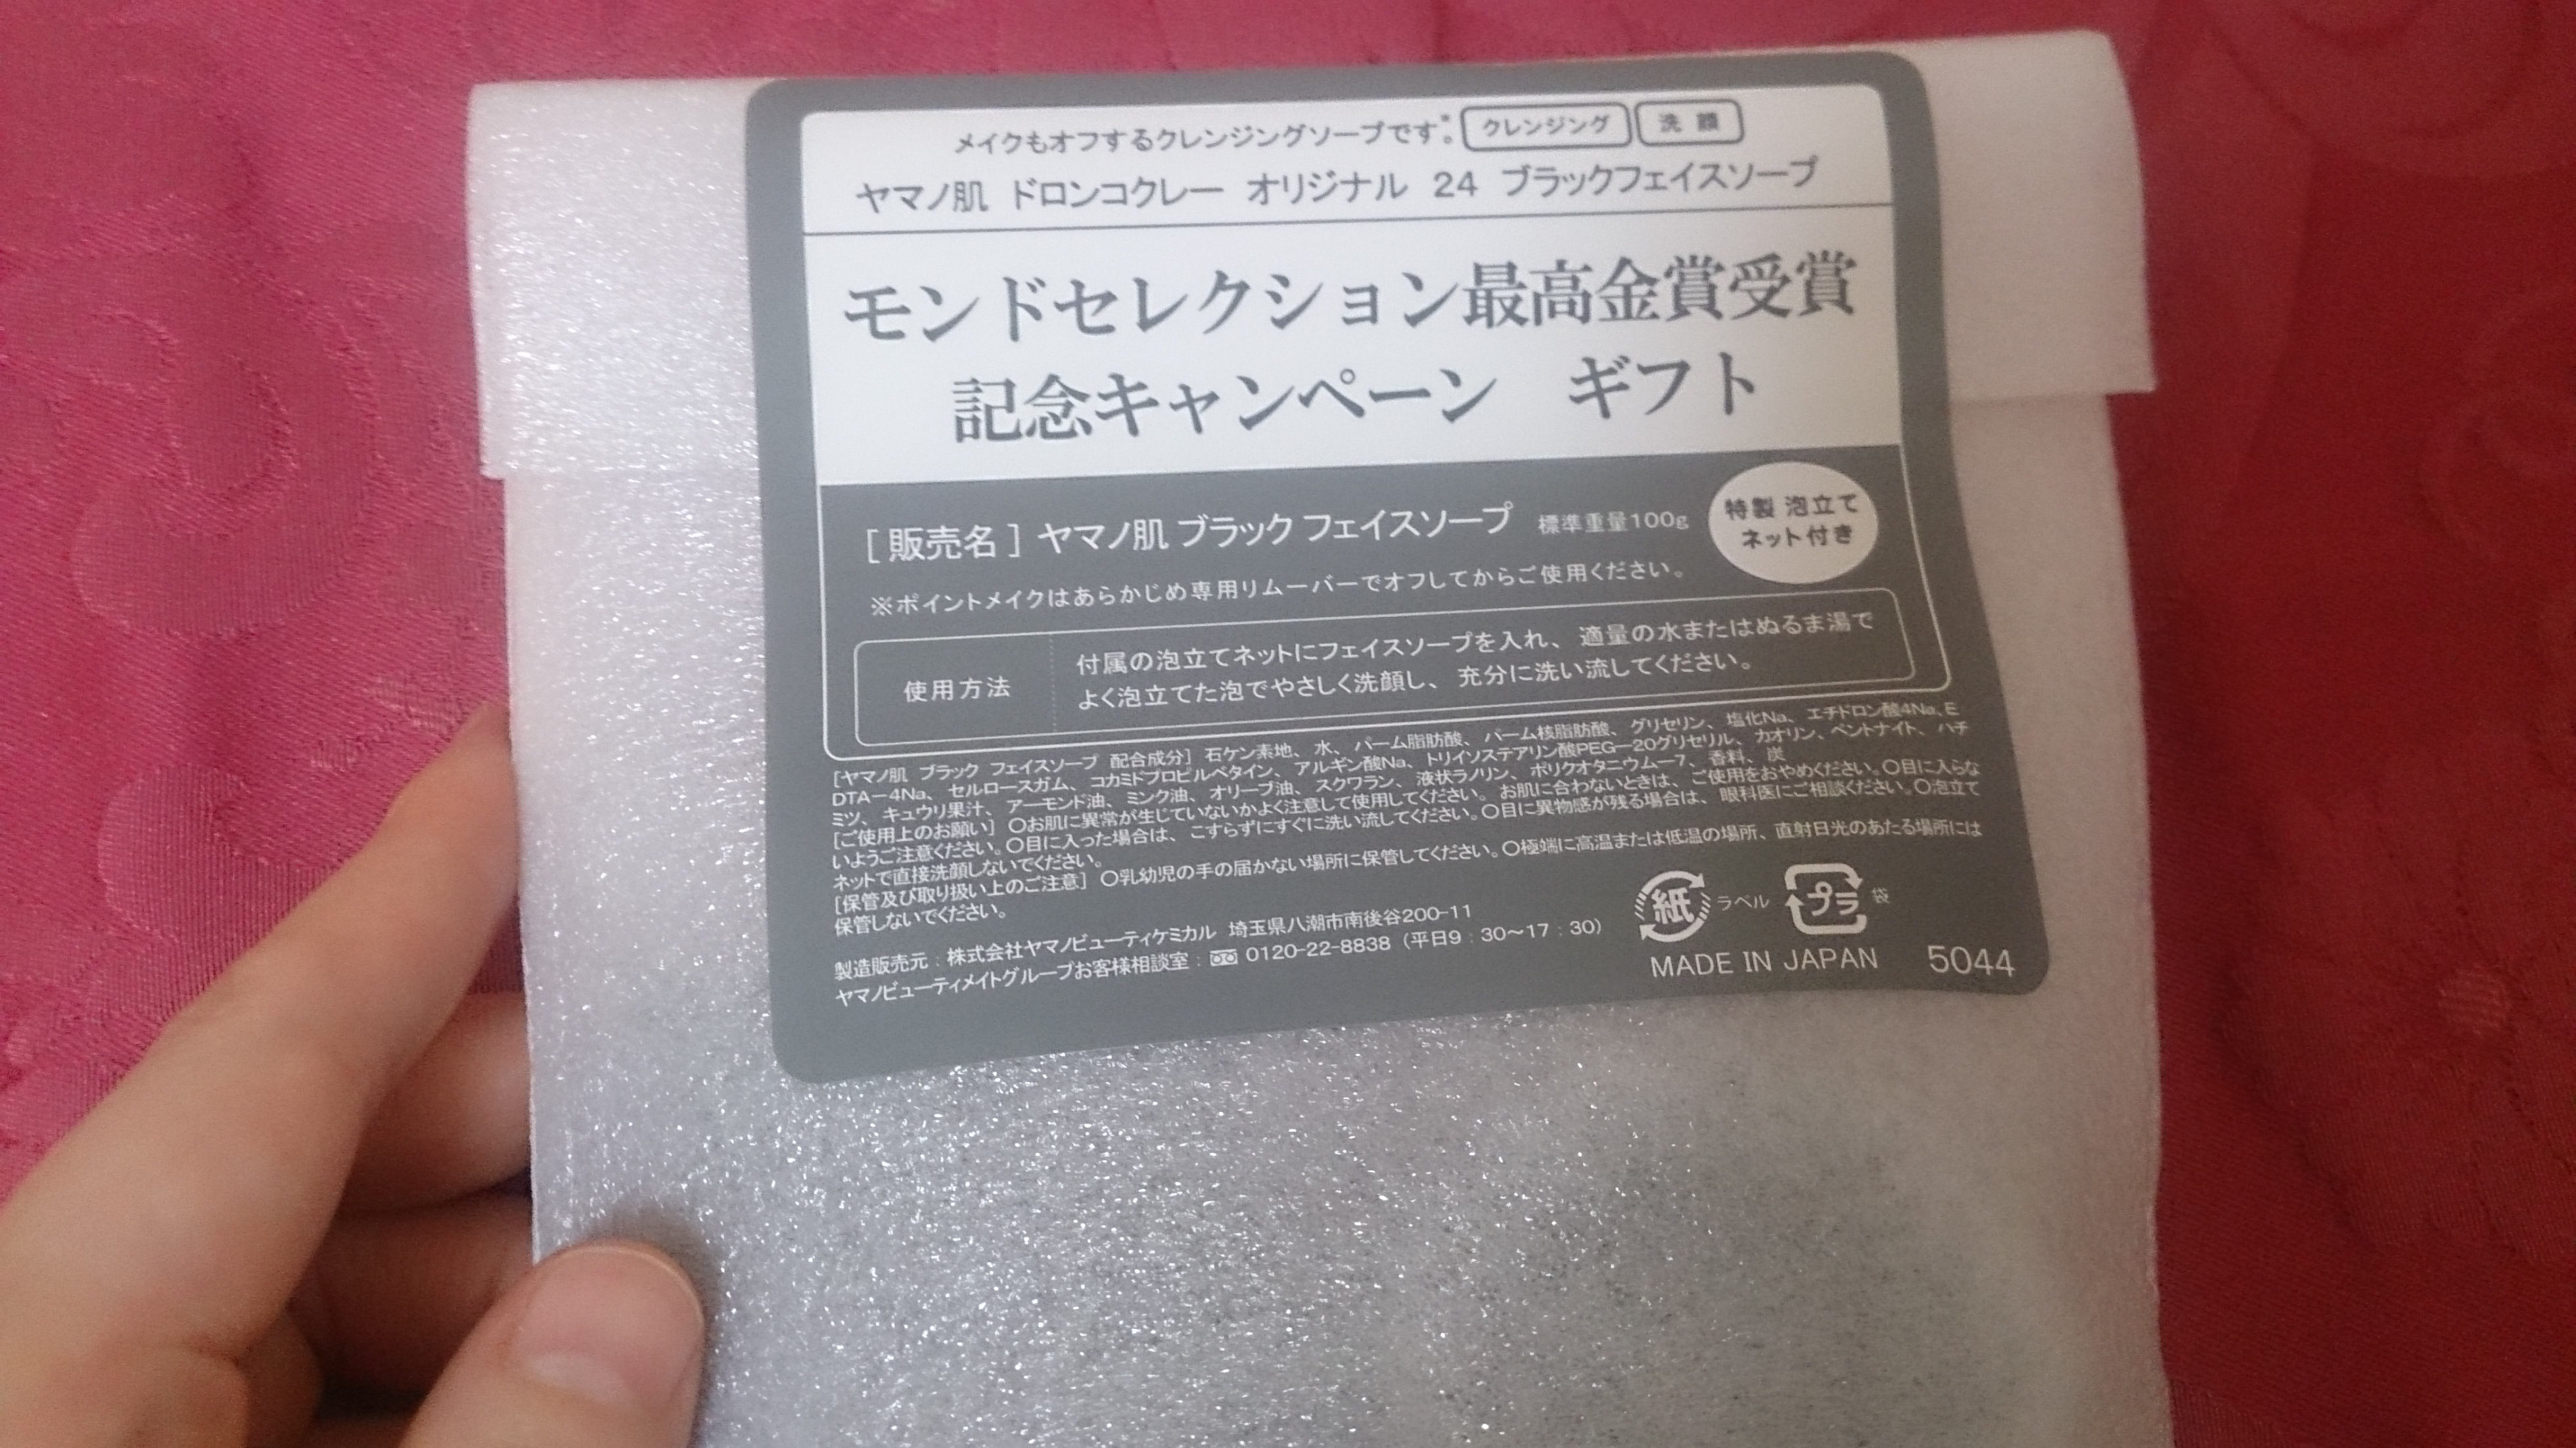 メイクもオフするクレンジングソープです※。 クレンジング 洗顔
ヤマノ肌 ドロンコクレー オリジナル 24 ブラックフェイスソープ
モンドセレクション最高金賞受賞
記念キャンペーン ギフト
[販売名] ヤマノ肌 ブラック フェイスソープ 標準重量100g
特製 泡立て
ネット付き
※ポイントメイクはあらかじめ専用リムーバーでオフしてからご使用ください。
使用方法
付属の泡立てネットにフェイスソープを入れ、適量の水またはぬるま湯で
よく泡立てた泡でやさしく洗顔し、充分に洗い流してください。
[ヤマノ肌 ブラック フェイスソープ 配合成分] 石ケン素地、水、パーム脂肪酸、パーム核脂肪酸、グリセリン、塩化Na、エチドロン酸4Na、E
DTA-4Na、セルロースガム、コカミドプロピルベタイン、アルギン酸Na、トリイソステアリン酸PEG-20グリセリル、カオリン、ベントナイト、ハチ
ミツ、キュウリ果汁、アーモンド油、ミンク油、オリーブ油、スクワラン、液状ラノリン、ポリクオタニウム-7、香料、炭
[ご使用上のお願い] ○お肌に異常が生じていないかよく注意して使用してください。お肌に合わないときは、ご使用をおやめください。○目に入らな
いようご注意ください。○目に入った場合は、こすらずにすぐに洗い流してください。○目に異物感が残る場合は、眼科医にご相談ください。○泡立て
ネットで直接洗顔しないでください。
[保管及び取り扱い上のご注意] ○乳幼児の手の届かない場所に保管してください。○極端に高温または低温の場所、直射日光のあたる場所には
保管しないでください。
製造販売元：株式会社ヤマノビューティケミカル 埼玉県八潮市南後谷200-11
ヤマノビューティメイトグループお客様相談室： 0120-22-8838（平日9：30～17：30）
紙 ラベル プラ 袋
MADE IN JAPAN 5044